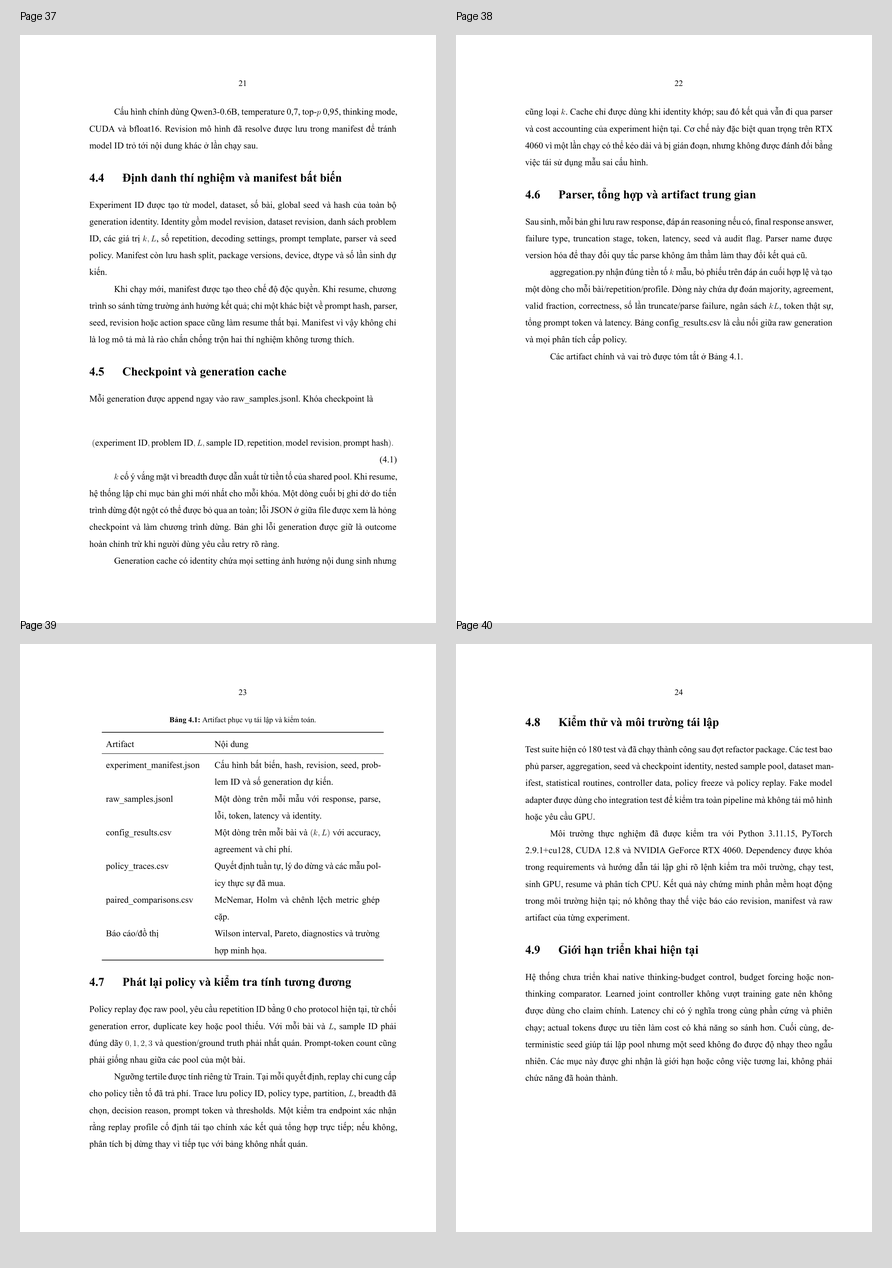 Page 37
21
Cấu hình chính dùng Qwen3-0.6B, temperature 0,7, top-p 0,95, thinking mode,
CUDA và bfloat16. Revision mô hình đã resolve được lưu trong manifest để tránh
model ID trỏ tới nội dung khác ở lần chạy sau.
4.4 Định danh thí nghiệm và manifest bất biến
Experiment ID được tạo từ model, dataset, số bài, global seed và hash của toàn bộ
generation identity. Identity gồm model revision, dataset revision, danh sách problem
ID, các giá trị k, L, số repetition, decoding settings, prompt template, parser và seed
policy. Manifest còn lưu hash split, package versions, device, dtype và số lần sinh dự
kiến.
Khi chạy mới, manifest được tạo theo chế độ độc quyền. Khi resume, chương
trình so sánh từng trường ảnh hưởng kết quả; chỉ một khác biệt về prompt hash, parser,
seed, revision hoặc action space cũng làm resume thất bại. Manifest vì vậy không chỉ
là log mô tả mà là rào chắn chống trộn hai thí nghiệm không tương thích.
4.5 Checkpoint và generation cache
Mỗi generation được append ngay vào raw_samples.jsonl. Khóa checkpoint là
(experiment ID, problem ID, L, sample ID, repetition, model revision, prompt hash).
(4.1)
k cố ý vắng mặt vì breadth được dẫn xuất từ tiền tố của shared pool. Khi resume,
hệ thống lập chỉ mục bản ghi mới nhất cho mỗi khóa. Một dòng cuối bị ghi dở do tiến
trình dừng đột ngột có thể được bỏ qua an toàn; lỗi JSON ở giữa file được xem là hỏng
checkpoint và làm chương trình dừng. Bản ghi lỗi generation được giữ là outcome
hoàn chỉnh trừ khi người dùng yêu cầu retry rõ ràng.
Generation cache có identity chứa mọi setting ảnh hưởng nội dung sinh nhưng
Page 38
22
cũng loại k. Cache chỉ được dùng khi identity khớp; sau đó kết quả vẫn đi qua parser
và cost accounting của experiment hiện tại. Cơ chế này đặc biệt quan trọng trên RTX
4060 vì một lần chạy có thể kéo dài và bị gián đoạn, nhưng không được đánh đổi bằng
việc tái sử dụng mẫu sai cấu hình.
4.6 Parser, tổng hợp và artifact trung gian
Sau sinh, mỗi bản ghi lưu raw response, đáp án reasoning nếu có, final response answer,
failure type, truncation stage, token, latency, seed và audit flag. Parser name được
version hóa để thay đổi quy tắc parse không âm thầm làm thay đổi kết quả cũ.
aggregation.py nhận đúng tiền tố k mẫu, bỏ phiếu trên đáp án cuối hợp lệ và tạo
một dòng cho mỗi bài/repetition/profile. Dòng này chứa dự đoán majority, agreement,
valid fraction, correctness, số lần truncate/parse failure, ngân sách kL, token thật sự,
tổng prompt token và latency. Bảng config_results.csv là cầu nối giữa raw generation
và mọi phân tích cấp policy.
Các artifact chính và vai trò được tóm tắt ở Bảng 4.1.
Page 39
23
Bảng 4.1: Artifact phục vụ tái lập và kiểm toán.
Artifact Nội dung
experiment_manifest.json Cấu hình bất biến, hash, revision, seed, prob-
lem ID và số generation dự kiến.
raw_samples.jsonl Một dòng trên mỗi mẫu với response, parse,
lỗi, token, latency và identity.
config_results.csv Một dòng trên mỗi bài và (k, L) với accuracy,
agreement và chi phí.
policy_traces.csv Quyết định tuần tự, lý do dừng và các mẫu pol-
icy thực sự đã mua.
paired_comparisons.csv McNemar, Holm và chênh lệch metric ghép
cặp.
Báo cáo/đồ thị Wilson interval, Pareto, diagnostics và trường
hợp minh họa.
4.7 Phát lại policy và kiểm tra tính tương đương
Policy replay đọc raw pool, yêu cầu repetition ID bằng 0 cho protocol hiện tại, từ chối
generation error, duplicate key hoặc pool thiếu. Với mỗi bài và L, sample ID phải
đúng dãy 0, 1, 2, 3 và question/ground truth phải nhất quán. Prompt-token count cũng
phải giống nhau giữa các pool của một bài.
Ngưỡng tertile được tính riêng từ Train. Tại mỗi quyết định, replay chỉ cung cấp
cho policy tiền tố đã trả phí. Trace lưu policy ID, policy type, partition, L, breadth đã
chọn, decision reason, prompt token và thresholds. Một kiểm tra endpoint xác nhận
rằng replay profile cố định tái tạo chính xác kết quả tổng hợp trực tiếp; nếu không,
phân tích bị dừng thay vì tiếp tục với bảng không nhất quán.
Page 40
24
4.8 Kiểm thử và môi trường tái lập
Test suite hiện có 180 test và đã chạy thành công sau đợt refactor package. Các test bao
phủ parser, aggregation, seed và checkpoint identity, nested sample pool, dataset man-
ifest, statistical routines, controller data, policy freeze và policy replay. Fake model
adapter được dùng cho integration test để kiểm tra toàn pipeline mà không tải mô hình
hoặc yêu cầu GPU.
Môi trường thực nghiệm đã được kiểm tra với Python 3.11.15, PyTorch
2.9.1+cu128, CUDA 12.8 và NVIDIA GeForce RTX 4060. Dependency được khóa
trong requirements và hướng dẫn tái lập ghi rõ lệnh kiểm tra môi trường, chạy test,
sinh GPU, resume và phân tích CPU. Kết quả này chứng minh phần mềm hoạt động
trong môi trường hiện tại; nó không thay thế việc báo cáo revision, manifest và raw
artifact của từng experiment.
4.9 Giới hạn triển khai hiện tại
Hệ thống chưa triển khai native thinking-budget control, budget forcing hoặc non-
thinking comparator. Learned joint controller không vượt training gate nên không
được dùng cho claim chính. Latency chỉ có ý nghĩa trong cùng phần cứng và phiên
chạy; actual tokens được ưu tiên làm cost có khả năng so sánh hơn. Cuối cùng, de-
terministic seed giúp tái lập pool nhưng một seed không đo được độ nhạy theo ngẫu
nhiên. Các mục này được ghi nhận là giới hạn hoặc công việc tương lai, không phải
chức năng đã hoàn thành.